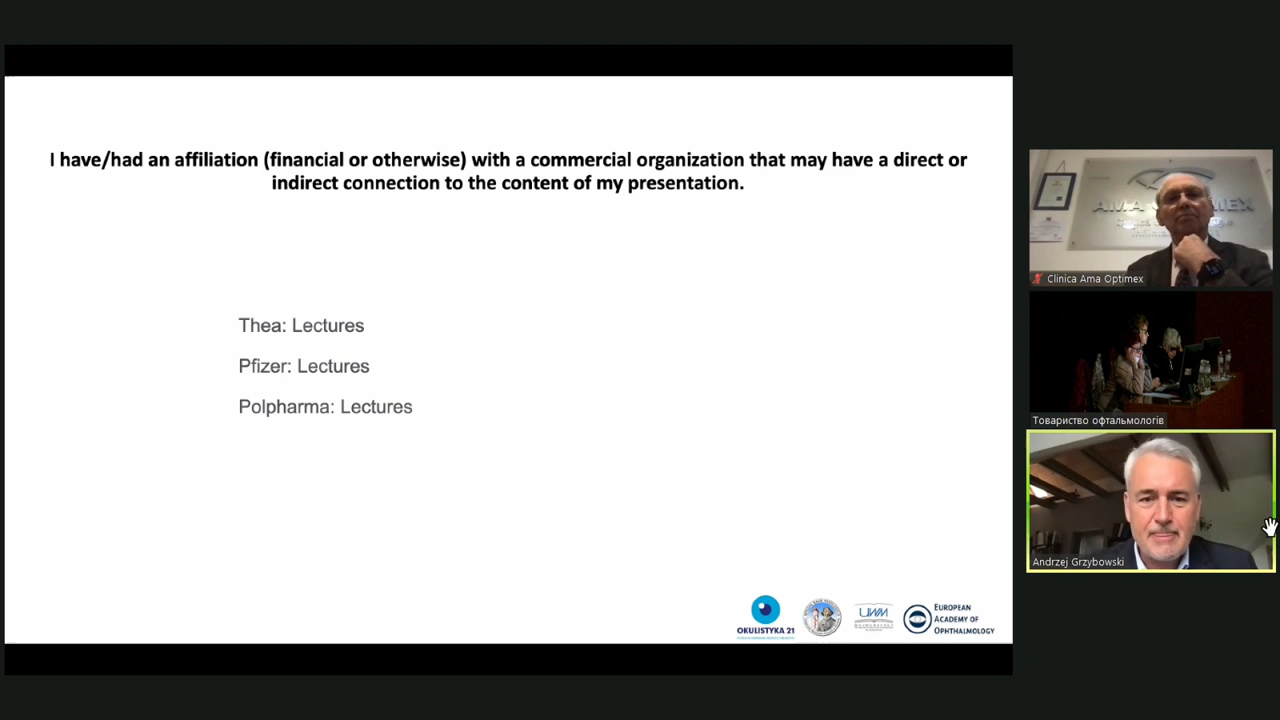 I have/had an affiliation (financial or otherwise) with a commercial organization that may have a direct or
indirect connection to the content of my presentation.
Thea: Lectures
Pfizer: Lectures
Polpharma: Lectures
OKULISTYKA 21
UWM
EUROPEAN
ACADEMY OF
OPHTHALMOLOGY
AMA
Clinica Ama Optimex
Товариство офтальмологів
Andrzej Grzybowski